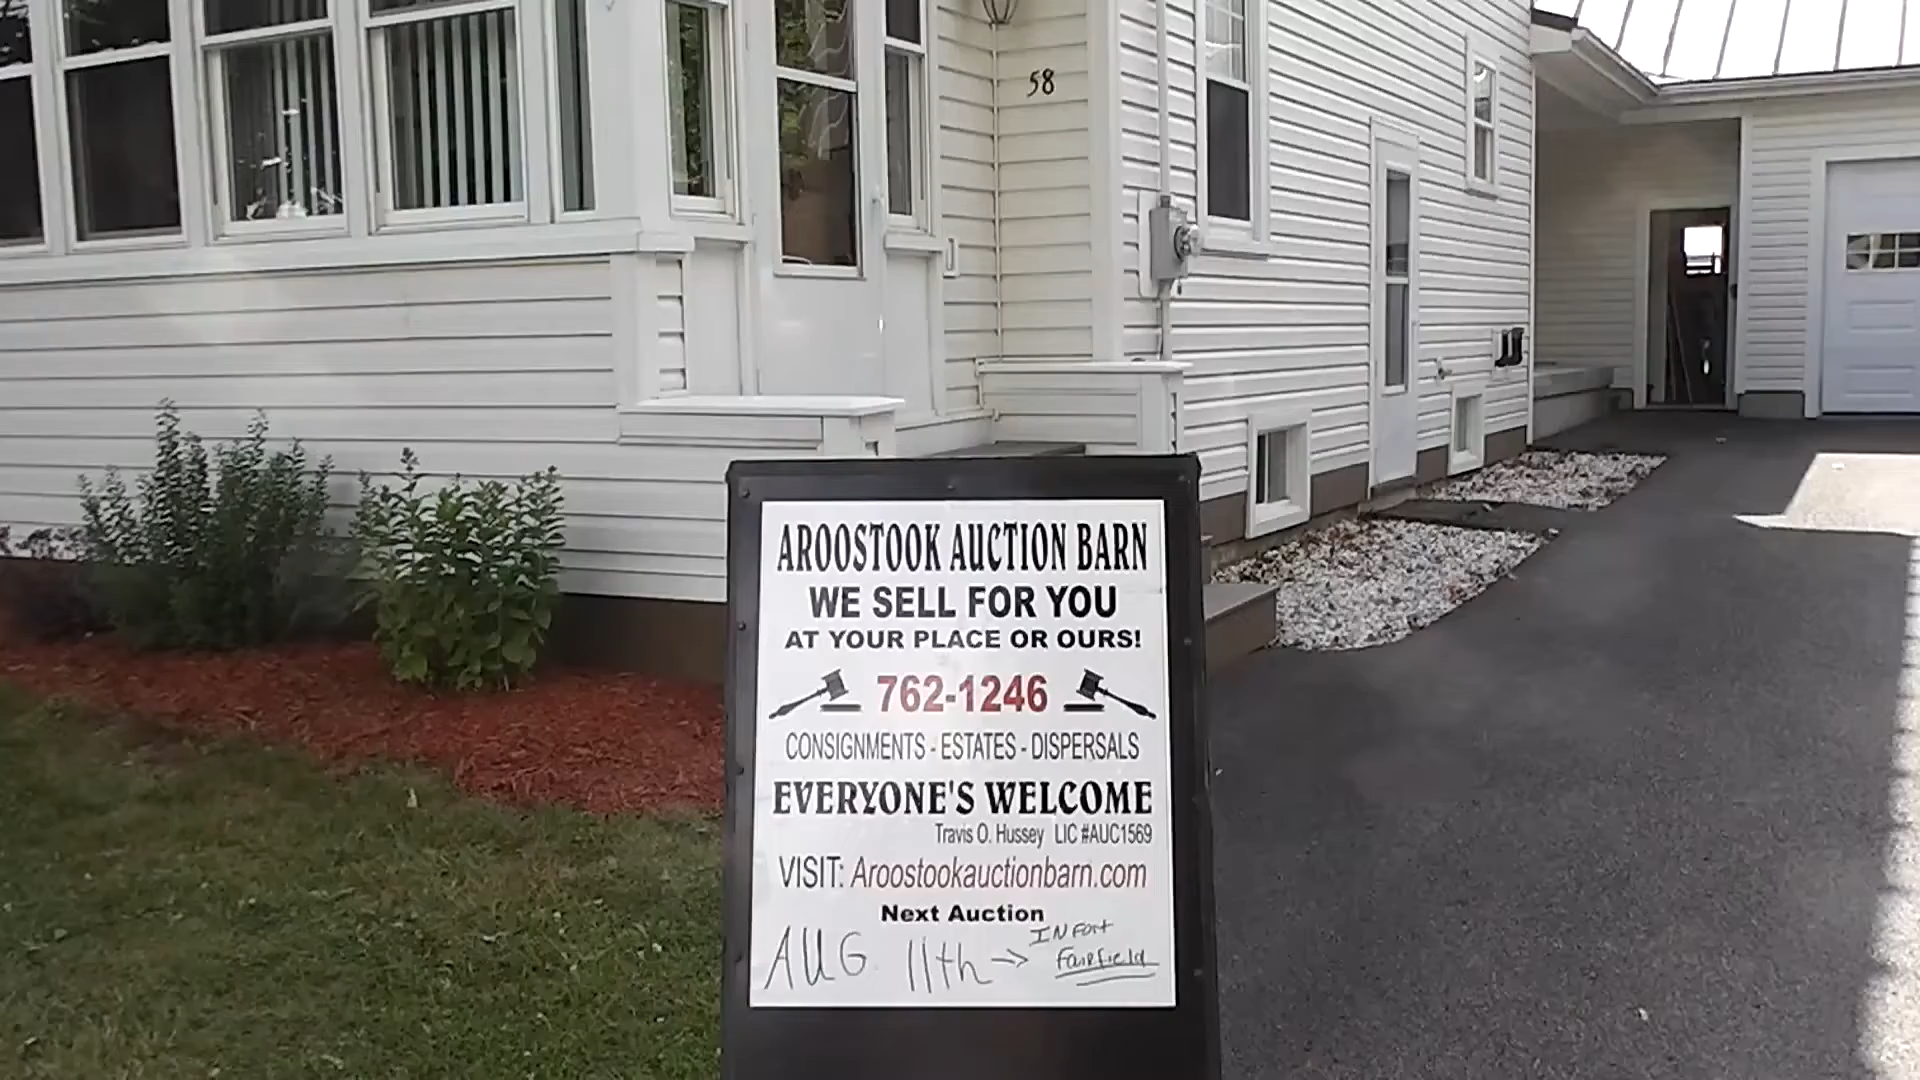 58
AROOSTOOK AUCTION BARN
WE SELL FOR YOU
AT YOUR PLACE OR OURS!
762-1246
CONSIGNMENTS - ESTATES - DISPERSALS
EVERYONE'S WELCOME
Travis O. Hussey LIC #AUC1569
VISIT: Aroostookauctionbarn.com
Next Auction
AUG. 11th → IN Fort
Fairfield